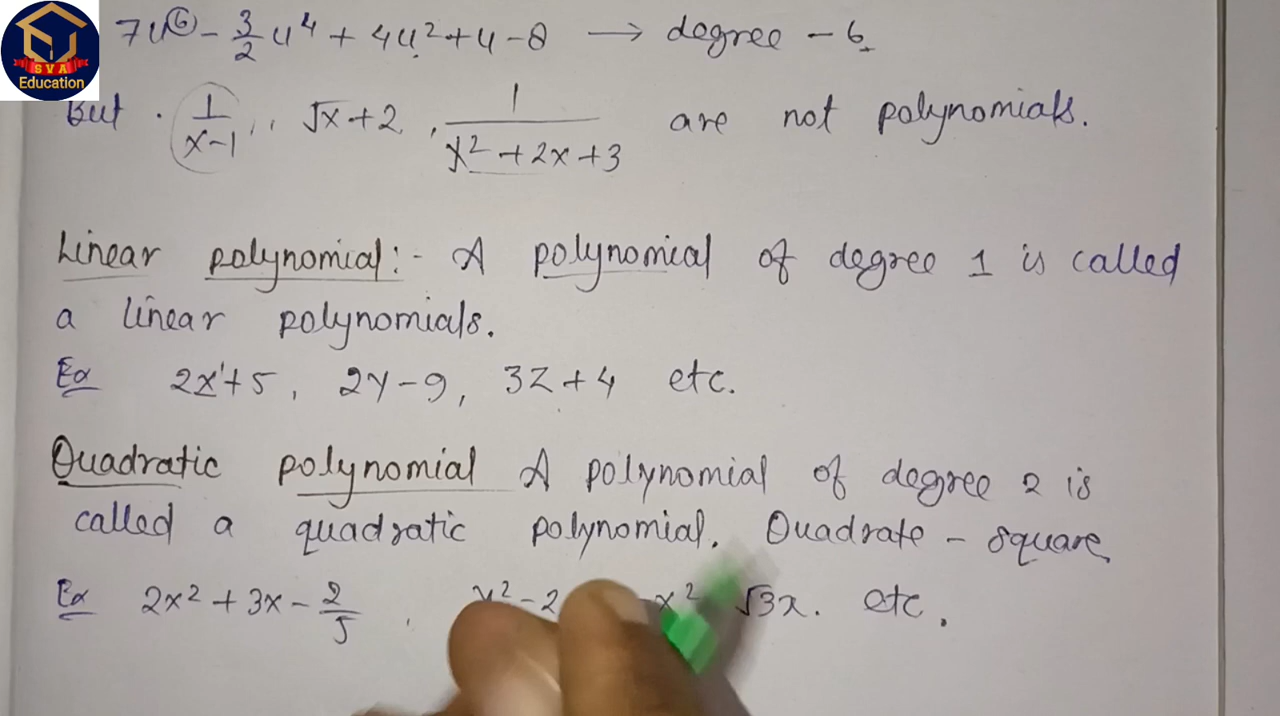 SVA
Education
7u⁶ - 3/2 u⁴ + 4u² + u - 8 → degree - 6
But . 1/(x-1), √x + 2, 1/(x² + 2x + 3) are not polynomials.
Linear polynomial:- A polynomial of degree 1 is called
a linear polynomials.
Ex 2x¹+5, 2y-9, 3z+4 etc.
Quadratic polynomial A polynomial of degree 2 is
called a quadratic polynomial. Quadrate - square
Ex 2x² + 3x - 2/5, x² - 2 x² √3x. etc.